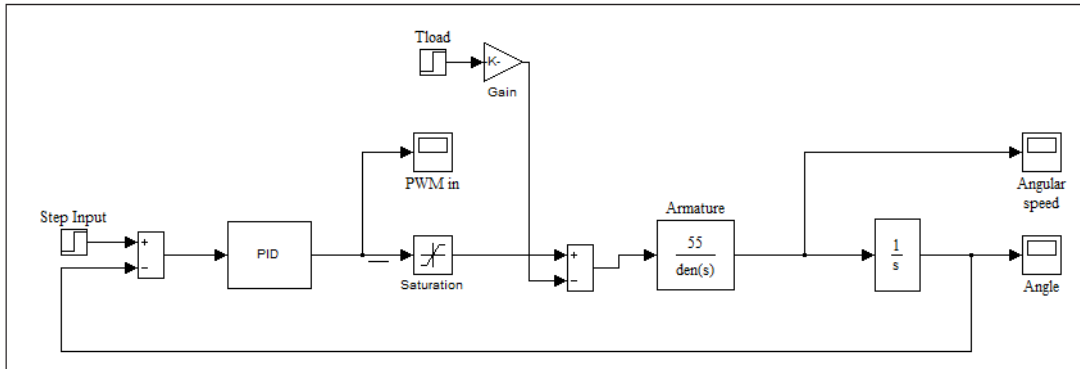 Tload
K-
Gain
PWM in
Angular
speed
Step Input
+
−
PID
Saturation
+
−
Armature
55
den(s)
1
s
Angle